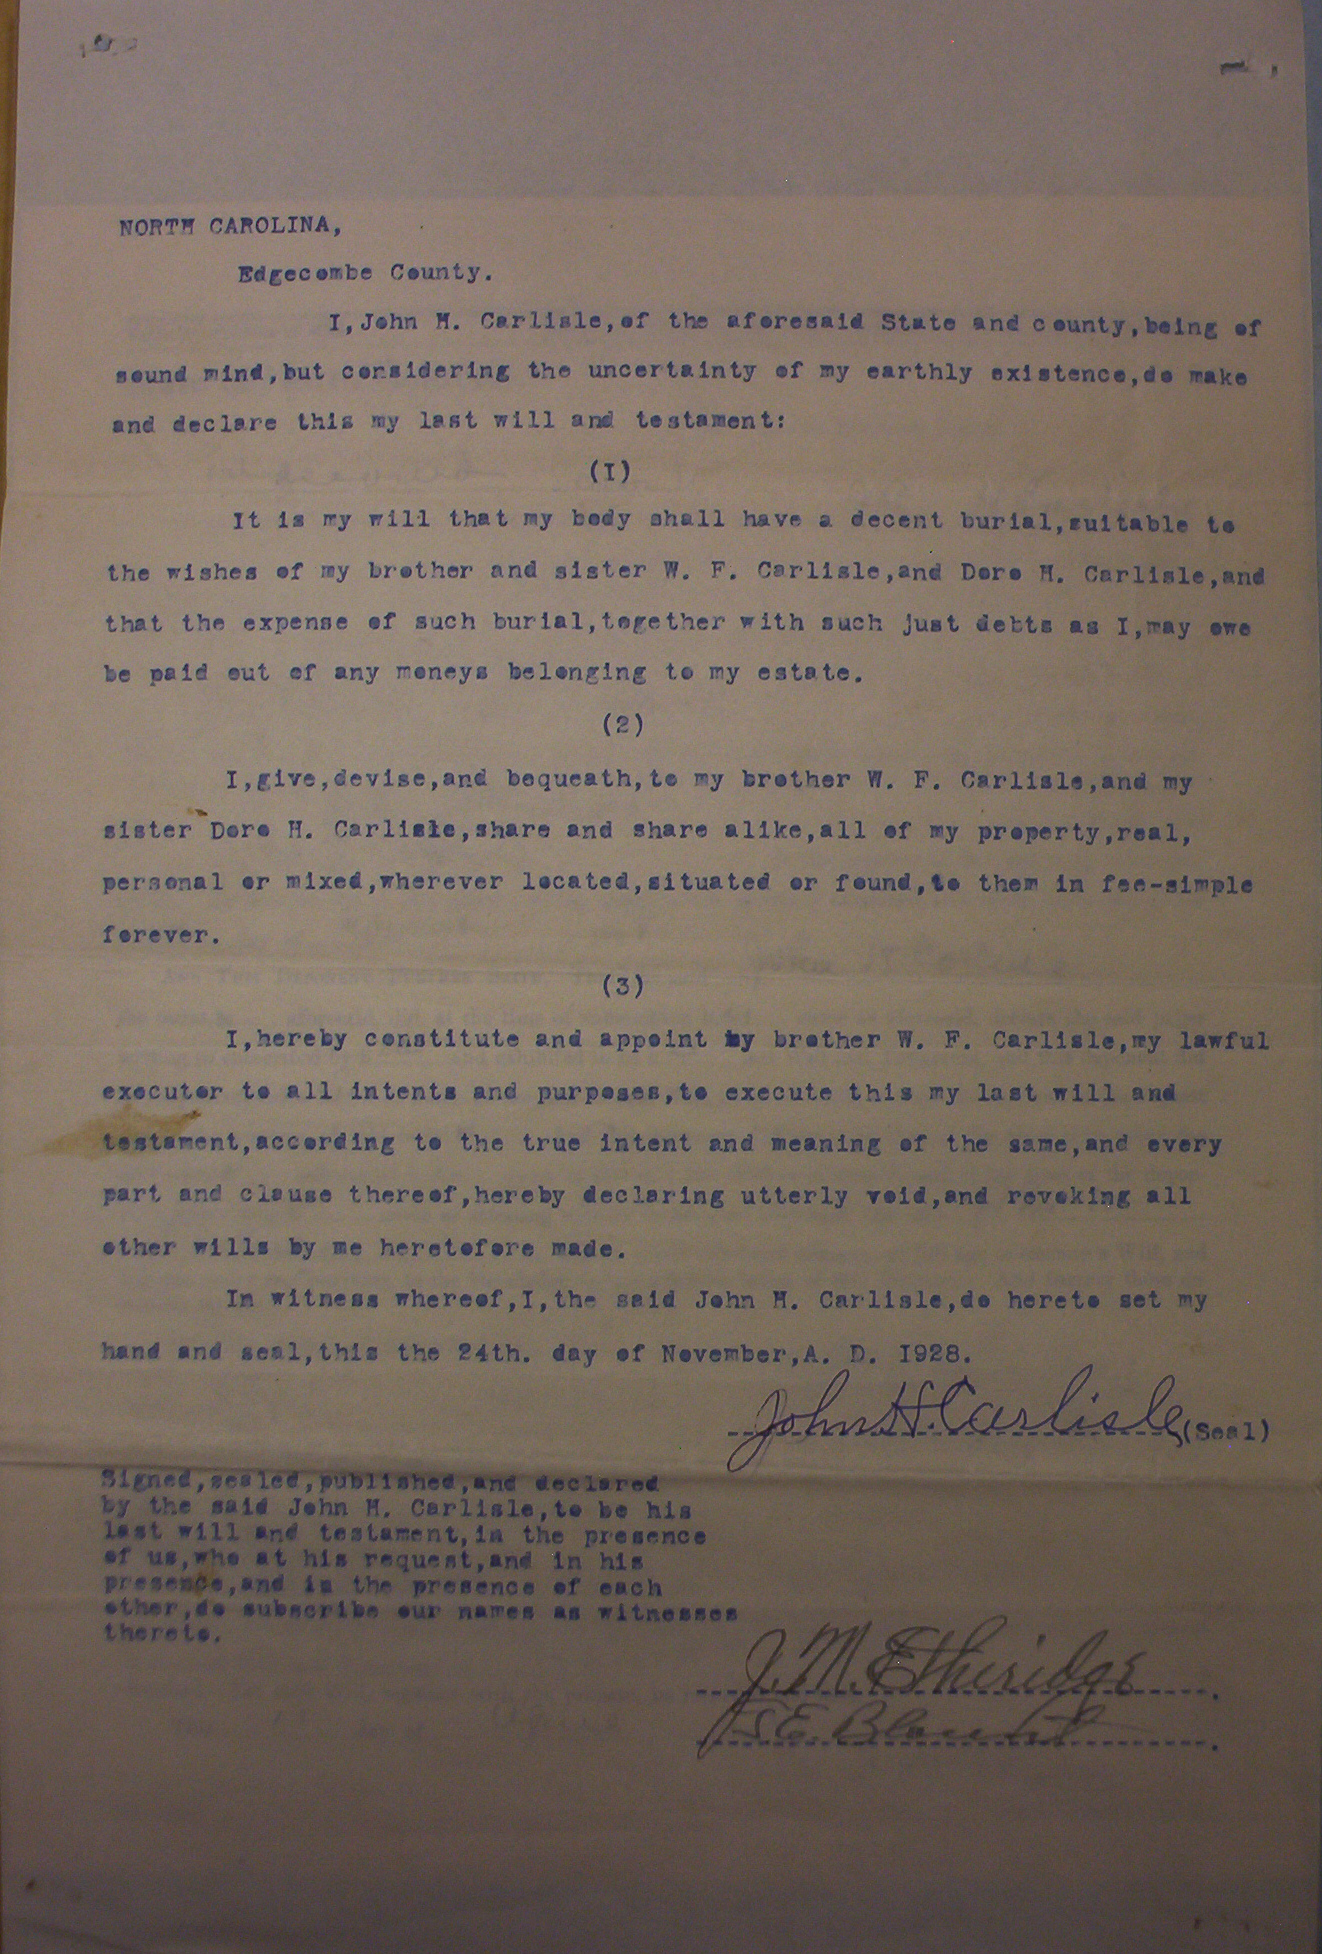 NORTH CAROLINA,
Edgecombe County.
I,John H. Carlisle,of the aforesaid State and county,being of
sound mind,but considering the uncertainty of my earthly existence,do make
and declare this my last will and testament:
(I)
It is my will that my body shall have a decent burial,suitable to
the wishes of my brother and sister W. F. Carlisle,and Doro H. Carlisle,and
that the expense of such burial,together with such just debts as I,may owe
be paid out of any moneys belonging to my estate.
(2)
I,give,devise,and bequeath,to my brother W. F. Carlisle,and my
sister Doro H. Carlisle,share and share alike,all of my property,real,
personal or mixed,wherever located,situated or found,to them in fee-simple
forever.
(3)
I,hereby constitute and appoint my brother W. F. Carlisle,my lawful
executor to all intents and purposes,to execute this my last will and
testament,according to the true intent and meaning of the same,and every
part and clause thereof,hereby declaring utterly void,and revoking all
other wills by me heretofore made.
In witness whereof,I,the said John H. Carlisle,do hereto set my
hand and seal,this the 24th. day of November,A. D. I928.
John H. Carlisle (Seal)
Signed,sealed,published,and declared
by the said John H. Carlisle,to be his
last will and testament,in the presence
of us,who at his request,and in his
presence,and in the presence of each
other,do subscribe our names as witnesses
thereto.
J. M. Etheridge
Blount